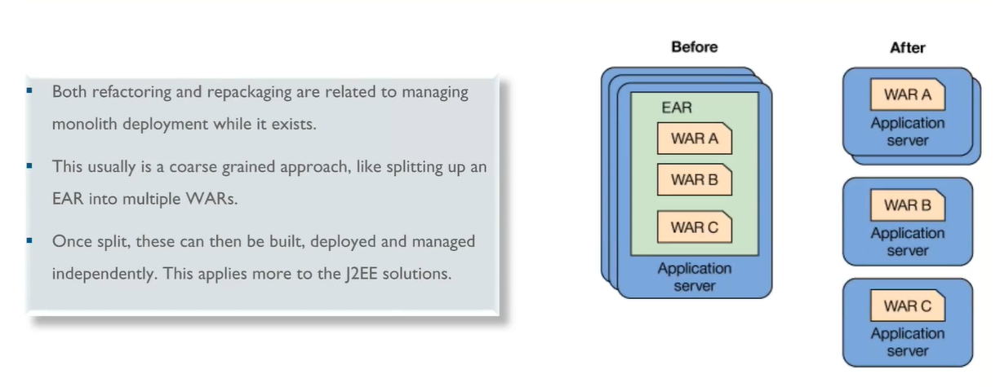 Both refactoring and repackaging are related to managing
monolith deployment while it exists.
This usually is a coarse grained approach, like splitting up an
EAR into multiple WARs.
Once split, these can then be built, deployed and managed
independently. This applies more to the J2EE solutions.
Before
EAR
WAR A
WAR B
WAR C
Application
server
After
WAR A
Application
server
WAR B
Application
server
WAR C
Application
server